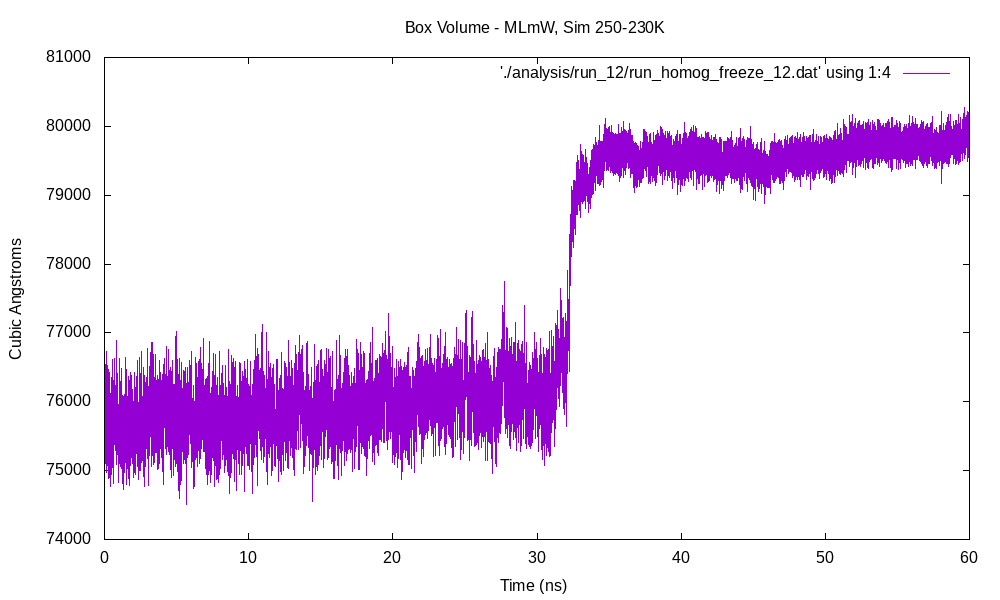 Box Volume - MLmW, Sim 250-230K
'./analysis/run_12/run_homog_freeze_12.dat' using 1:4
81000
80000
79000
78000
77000
76000
75000
74000
Cubic Angstroms
0 10 20 30 40 50 60
Time (ns)